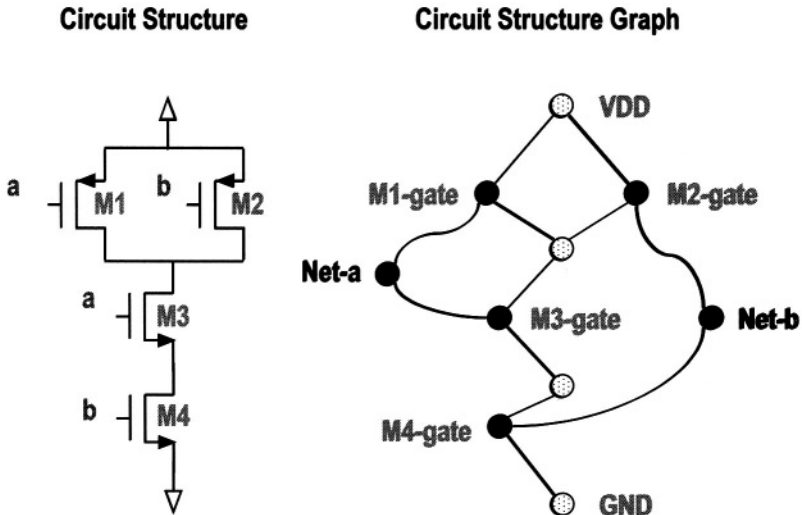 Circuit Structure
Circuit Structure Graph
VDD
a
M1
b
M2
M1-gate
M2-gate
Net-a
a
M3
M3-gate
Net-b
b
M4
M4-gate
GND